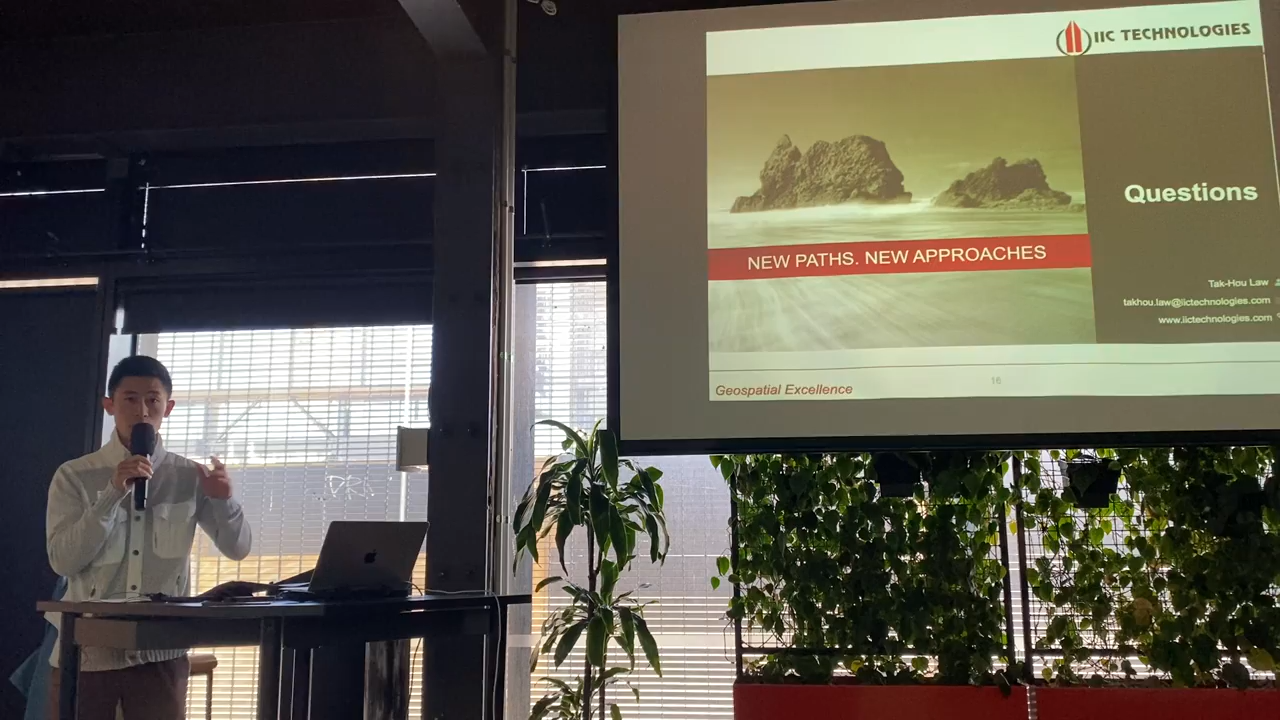 IIC TECHNOLOGIES
Questions
NEW PATHS. NEW APPROACHES
Tak-Hou Law
takhou.law@iictechnologies.com
www.iictechnologies.com
Geospatial Excellence
16